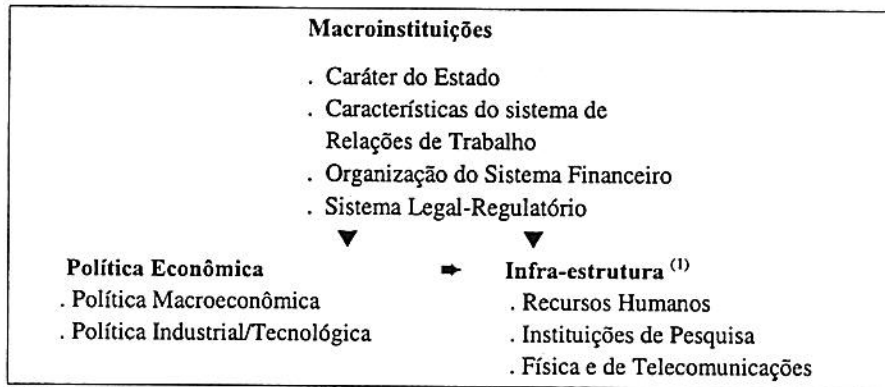 Macroinstituições
. Caráter do Estado
. Características do sistema de
Relações de Trabalho
. Organização do Sistema Financeiro
. Sistema Legal-Regulatório
Política Econômica
. Política Macroeconômica
. Política Industrial/Tecnológica
Infra-estrutura (1)
. Recursos Humanos
. Instituições de Pesquisa
. Física e de Telecomunicações